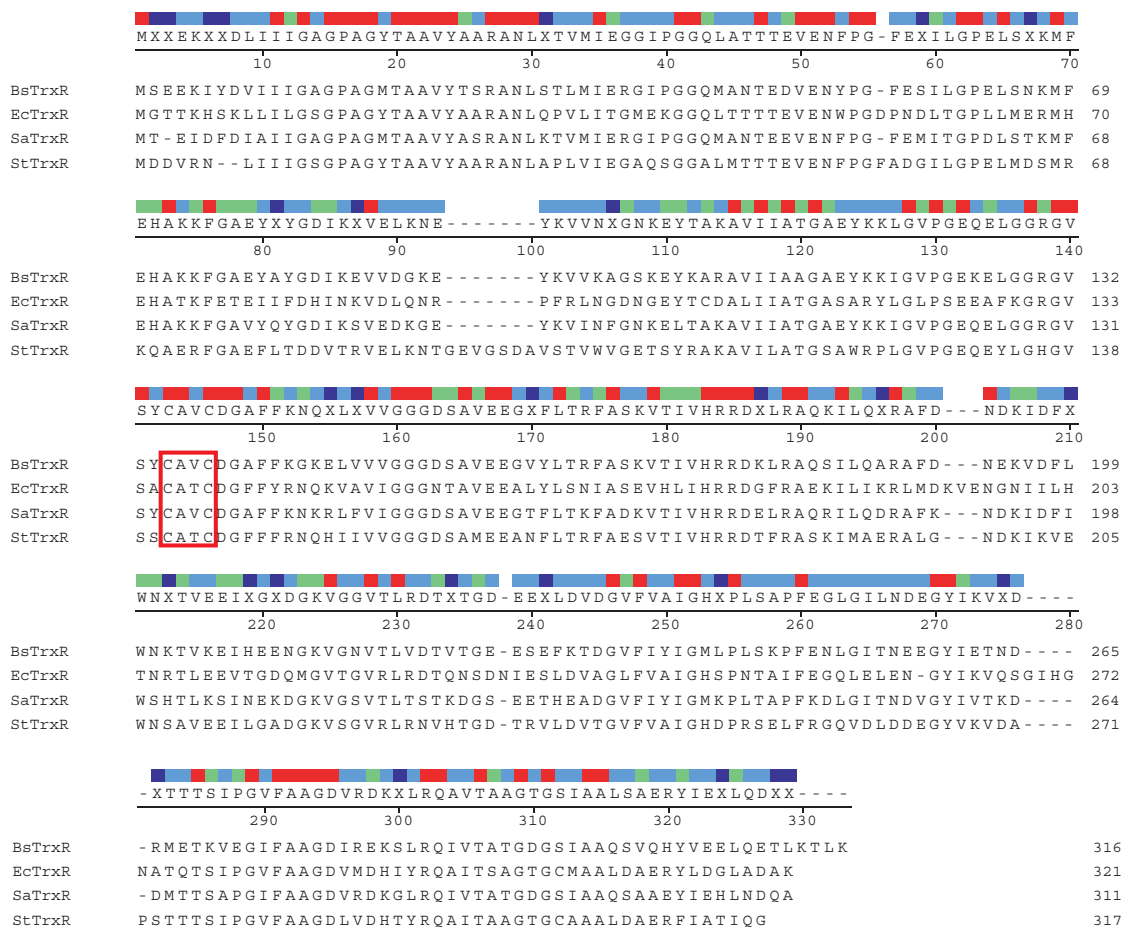 MXXEKXXDLIIIGAGPAGYTAAVYAARANLXTVMIEGGIPGGQLATTTEVENFPG-FEXILGPELSXKMF
10 20 30 40 50 60 70
BsTrxR MSEEKIYDVIIIGAGPAGMTAAVYTSRANLSTLMIERGIPGGQMANTEDVENYPG-FESILGPELSNKMF 69
EcTrxR MGTTKHSKLLILGSGPAGYTAAVYAARANLQPVLITGMEKGGQLTTTTEVENWPGDPNDLTGPLLMERMH 70
SaTrxR MT-EIDFDIAIIGAGPAGMTAAVYASRANLKTVMIERGIPGGQMANTEEVENFPG-FEMITGPDLSTKMF 68
StTrxR MDDVRN--LIIIGSGPAGYTAAVYAARANLAPLVIEGAQSGGALMTTTEVENFPGFADGILGPELMDSMR 68
EHAKKFGAEYXYGDIKXVELKNE-------YKVVNXGNKEYTAKAVIIATGAEYKKLGVPGEQELGGRGV
80 90 100 110 120 130 140
BsTrxR EHAKKFGAEYAYGDIKEVVDGKE-------YKVVKAGSKEYKARAVIIAAGAEYKKIGVPGEKELGGRGV 132
EcTrxR EHATKFETEIIFDHINKVDLQNR-------PFRLNGDNGEYTCDALIIATGASARYLGLPSEEAFKGRGV 133
SaTrxR EHAKKFGAVYQYGDIKSVEDKGE-------YKVINFGNKELTAKAVIIATGAEYKKIGVPGEQELGGRGV 131
StTrxR KQAERFGAEFLTDDVTRVELKNTGEVGSDAVSTVWVGETSYRAKAVILATGSAWRPLGVPGEQEYLGHGV 138
SYCAVCDGAFFKNQXLXVVGGGDSAVEEGXFLTRFASKVTIVHRRDXLRAQKILQXRAFD---NDKIDFX
150 160 170 180 190 200 210
BsTrxR SYCAVCDGAFFKGKELVVVGGGDSAVEEGVYLTRFASKVTIVHRRDKLRAQSILQARAFD---NEKVDFL 199
EcTrxR SACATCDGFFYRNQKVAVIGGGNTAVEEALYLSNIASEVHLIHRRDGFRAEKILIKRLMDKVENGNIILH 203
SaTrxR SYCAVCDGAFFKNKRLFVIGGGDSAVEEGTFLTKFADKVTIVHRRDELRAQRILQDRAFK---NDKIDFI 198
StTrxR SSCATCDGFFFRNQHIIVVGGGDSAMEEANFLTRFAESVTIVHRRDTFRASKIMAERALG---NDKIKVE 205
WNXTVEEIXGXDGKVGGVTLRDTXTGD-EEXLDVDGVFVAIGHXPLSAPFEGLGILNDEGYIKVXD----
220 230 240 250 260 270 280
BsTrxR WNKTVKEIHEENGKVGNVTLVDTVTGE-ESEFKTDGVFIYIGMLPLSKPFENLGITNEEGYIETND---- 265
EcTrxR TNRTLEEVTGDQMGVTGVRLRDTQNSDNIESLDVAGLFVAIGHSPNTAIFEGQLELEN-GYIKVQSGIHG 272
SaTrxR WSHTLKSINEKDGKVGSVTLTSTKDGS-EETHEADGVFIYIGMKPLTAPFKDLGITNDVGYIVTKD---- 264
StTrxR WNSAVEEILGADGKVSGVRLRNVHTGD-TRVLDVTGVFVAIGHDPRSELFRGQVDLDDEGYVKVDA---- 271
-XTTTSIPGVFAAGDVRDKXLRQAVTAAGTGSIAALSAERYIEXLQDXX----
290 300 310 320 330
BsTrxR -RMETKVEGIFAAGDIREKSLRQIVTATGDGSIAAQSVQHYVEELQETLKTLK 316
EcTrxR NATQTSIPGVFAAGDVMDHIYRQAITSAGTGCMAALDAERYLDGLADAK 321
SaTrxR -DMTTSAPGIFAAGDVRDKGLRQIVTATGDGSIAAQSAAEYIEHLNDQA 311
StTrxR PSTTTSIPGVFAAGDLVDHTYRQAITAAGTGCAAALDAERFIATIQG 317